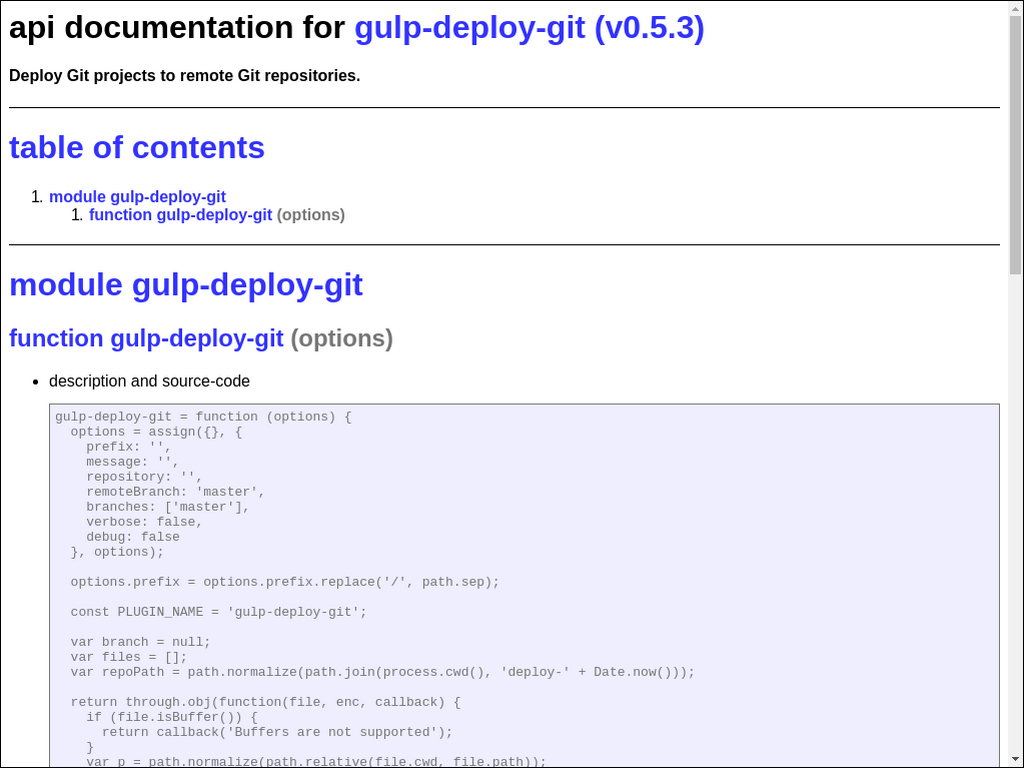 api documentation for gulp-deploy-git (v0.5.3)
Deploy Git projects to remote Git repositories.
table of contents
1. module gulp-deploy-git
1. function gulp-deploy-git (options)
module gulp-deploy-git
function gulp-deploy-git (options)
• description and source-code
gulp-deploy-git = function (options) {
  options = assign({}, {
    prefix: '',
    message: '',
    repository: '',
    remoteBranch: 'master',
    branches: ['master'],
    verbose: false,
    debug: false
  }, options);
  options.prefix = options.prefix.replace('/', path.sep);
  const PLUGIN_NAME = 'gulp-deploy-git';
  var branch = null;
  var files = [];
  var repoPath = path.normalize(path.join(process.cwd(), 'deploy-' + Date.now()));
  return through.obj(function(file, enc, callback) {
    if (file.isBuffer()) {
      return callback('Buffers are not supported');
    }
    var p = path.normalize(path.relative(file.cwd, file.path));